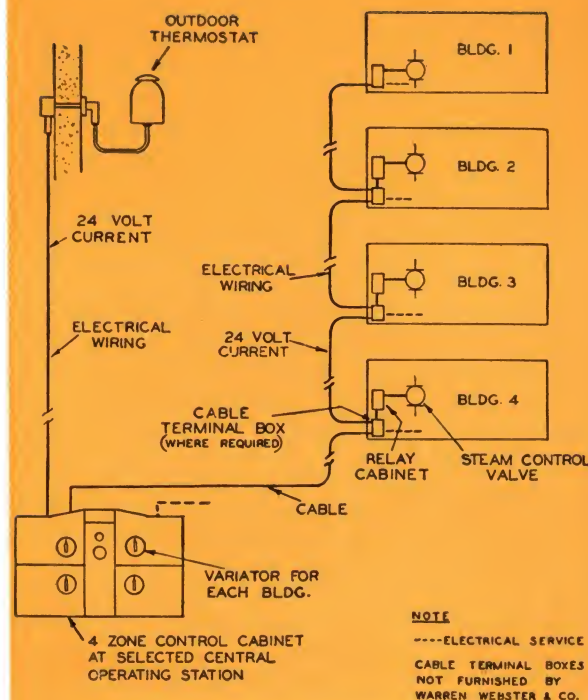 OUTDOOR
THERMOSTAT
BLDG. 1
BLDG. 2
24 VOLT
CURRENT
ELECTRICAL
WIRING
BLDG. 3
ELECTRICAL
WIRING
24 VOLT
CURRENT
BLDG. 4
CABLE
TERMINAL BOX
(WHERE REQUIRED)
RELAY
CABINET
STEAM CONTROL
VALVE
CABLE
VARIATOR FOR
EACH BLDG.
4 ZONE CONTROL CABINET
AT SELECTED CENTRAL
OPERATING STATION
NOTE
----ELECTRICAL SERVICE
CABLE TERMINAL BOXES
NOT FURNISHED BY
WARREN WEBSTER & CO.